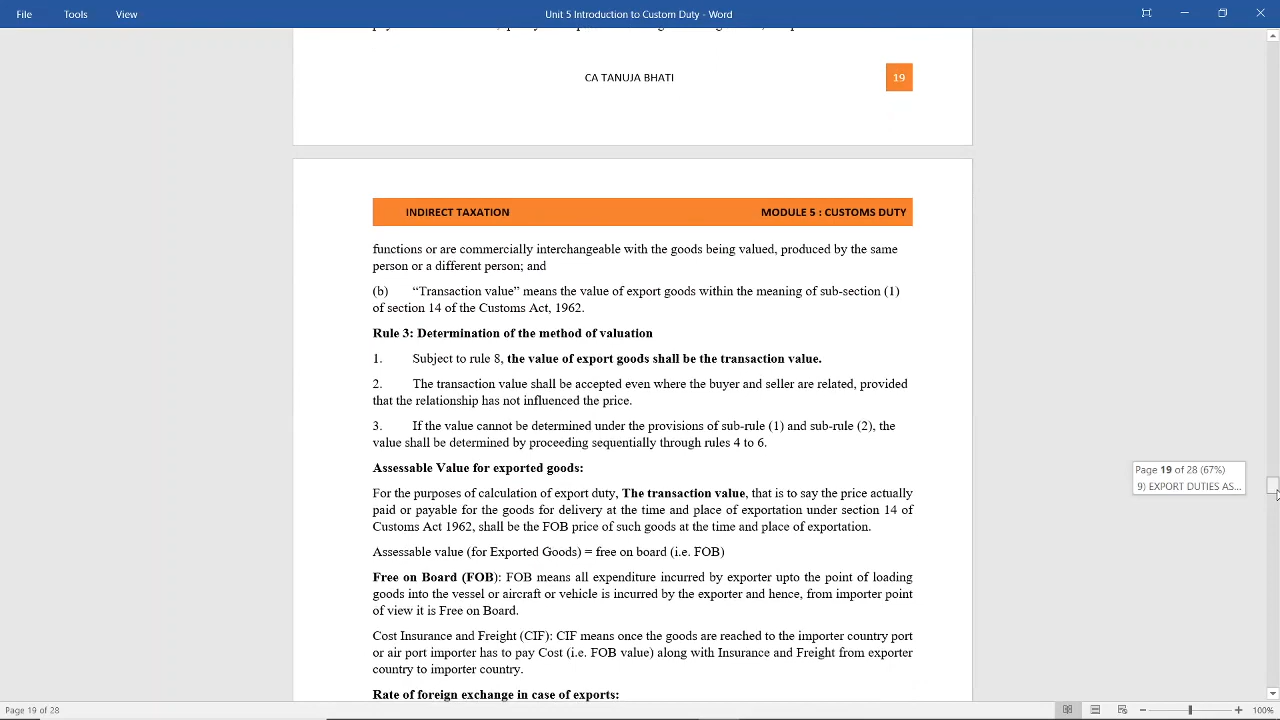 File Tools View Unit 5 Introduction to Custom Duty - Word
CA TANUJA BHATI 19
INDIRECT TAXATION MODULE 5 : CUSTOMS DUTY
functions or are commercially interchangeable with the goods being valued, produced by the same
person or a different person; and
(b) “Transaction value” means the value of export goods within the meaning of sub-section (1)
of section 14 of the Customs Act, 1962.
Rule 3: Determination of the method of valuation
1. Subject to rule 8, the value of export goods shall be the transaction value.
2. The transaction value shall be accepted even where the buyer and seller are related, provided
that the relationship has not influenced the price.
3. If the value cannot be determined under the provisions of sub-rule (1) and sub-rule (2), the
value shall be determined by proceeding sequentially through rules 4 to 6.
Assessable Value for exported goods:
For the purposes of calculation of export duty, The transaction value, that is to say the price actually
paid or payable for the goods for delivery at the time and place of exportation under section 14 of
Customs Act 1962, shall be the FOB price of such goods at the time and place of exportation.
Assessable value (for Exported Goods) = free on board (i.e. FOB)
Free on Board (FOB): FOB means all expenditure incurred by exporter upto the point of loading
goods into the vessel or aircraft or vehicle is incurred by the exporter and hence, from importer point
of view it is Free on Board.
Cost Insurance and Freight (CIF): CIF means once the goods are reached to the importer country port
or air port importer has to pay Cost (i.e. FOB value) along with Insurance and Freight from exporter
country to importer country.
Rate of foreign exchange in case of exports:
Page 19 of 28 (67%)
9) EXPORT DUTIES AS...
Page 19 of 28 100%